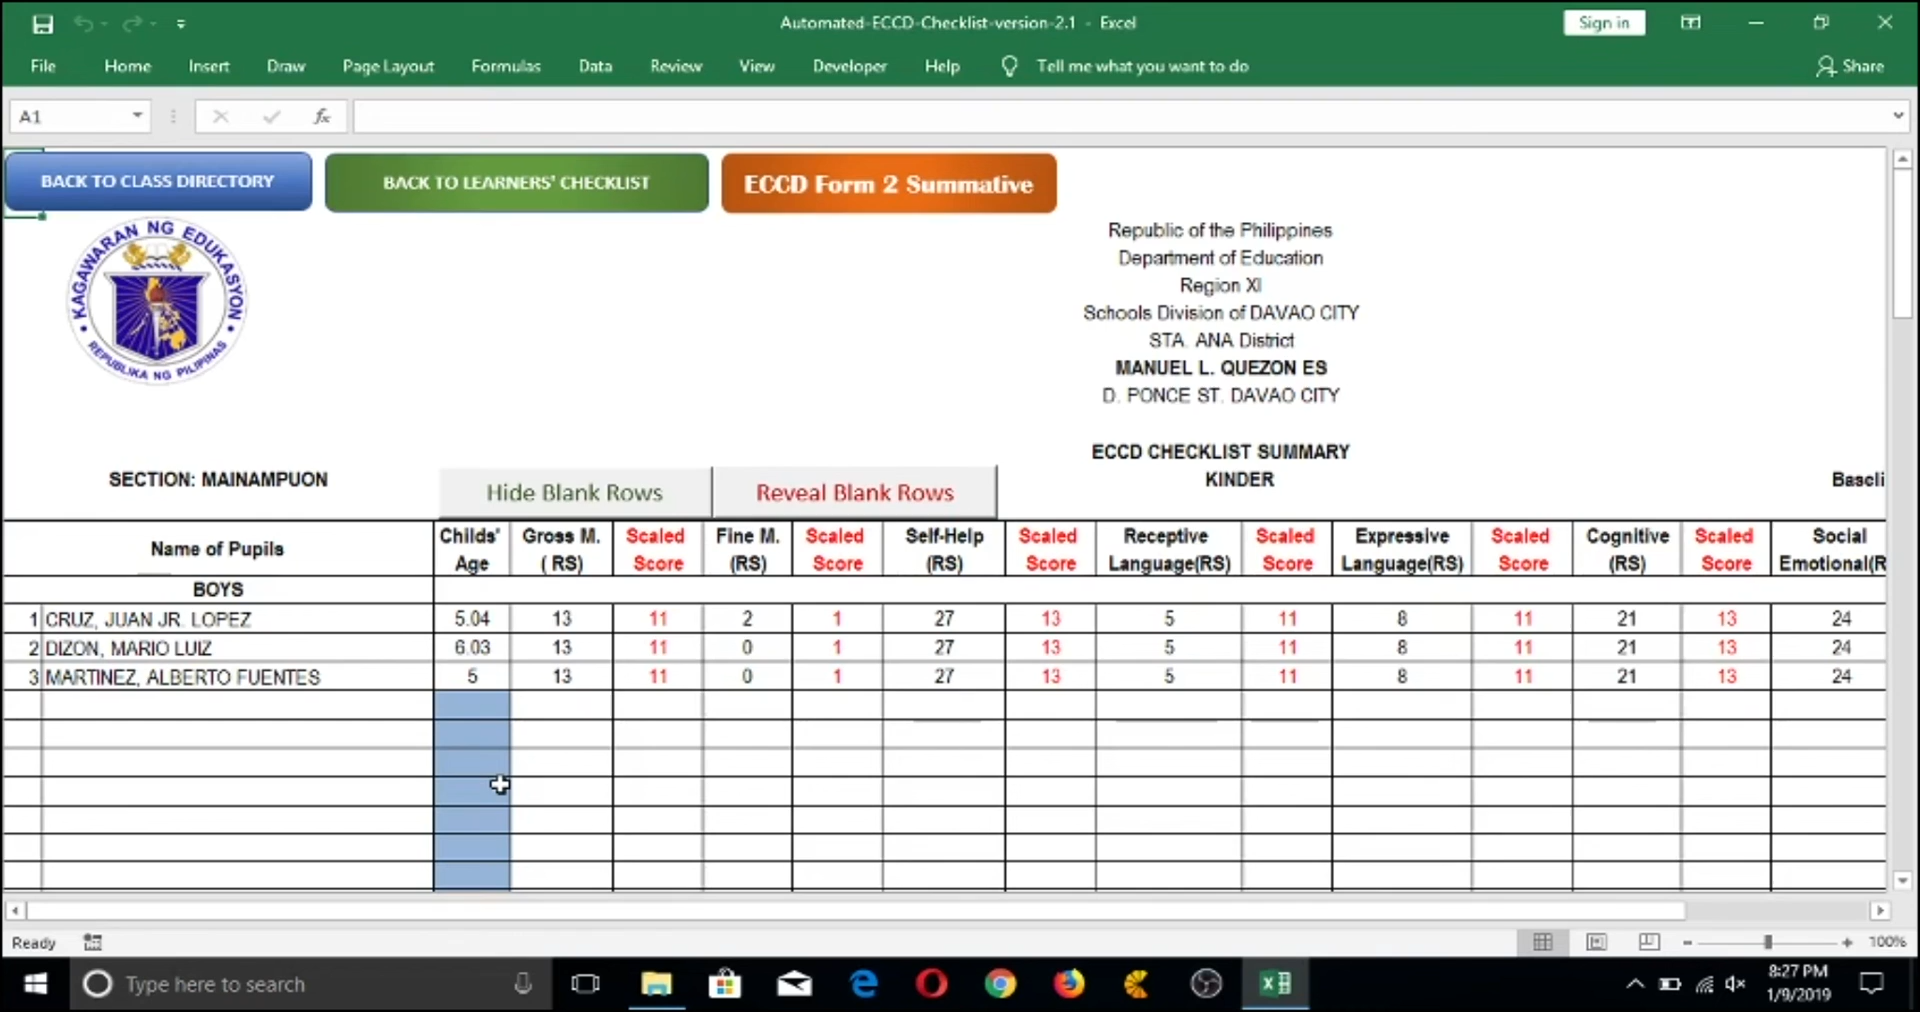 Automated-ECCD-Checklist-version-2.1 - Excel
Sign in
File Home Insert Draw Page Layout Formulas Data Review View Developer Help Tell me what you want to do Share
A1 fx
BACK TO CLASS DIRECTORY BACK TO LEARNERS' CHECKLIST ECCD Form 2 Summative
KAGAWARAN NG EDUKASYON
REPUBLIKA NG PILIPINAS
Republic of the Philippines
Department of Education
Region XI
Schools Division of DAVAO CITY
STA. ANA District
MANUEL L. QUEZON ES
D. PONCE ST. DAVAO CITY
ECCD CHECKLIST SUMMARY
SECTION: MAINAMPUON Hide Blank Rows Reveal Blank Rows KINDER Baseli
Name of Pupils Childs' Age Gross M. ( RS) Scaled Score Fine M. (RS) Scaled Score Self-Help (RS) Scaled Score Receptive Language(RS) Scaled Score Expressive Language(RS) Scaled Score Cognitive (RS) Scaled Score Social Emotional(R
BOYS
1 CRUZ, JUAN JR. LOPEZ 5.04 13 11 2 1 27 13 5 11 8 11 21 13 24
2 DIZON, MARIO LUIZ 6.03 13 11 0 1 27 13 5 11 8 11 21 13 24
3 MARTINEZ, ALBERTO FUENTES 5 13 11 0 1 27 13 5 11 8 11 21 13 24
Ready 100%
Type here to search
8:27 PM
1/9/2019